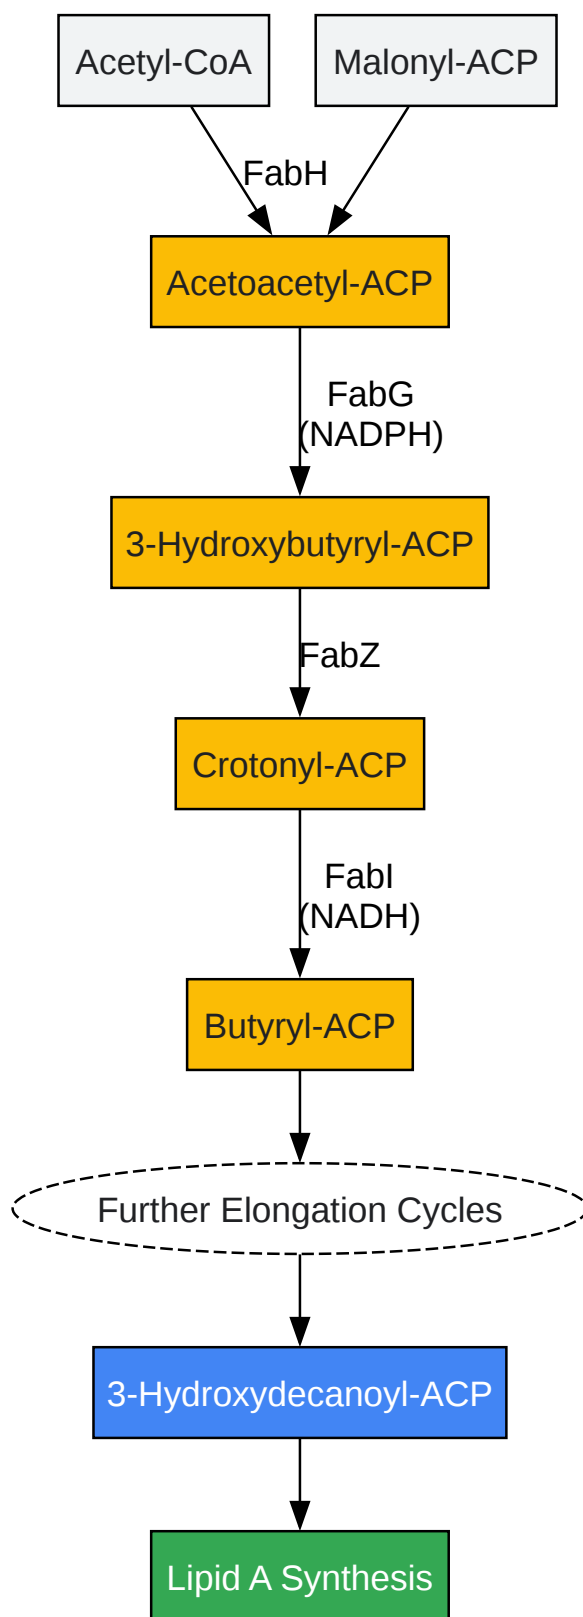 Acetyl-CoA
Malonyl-ACP
FabH
Acetoacetyl-ACP
FabG
(NADPH)
3-Hydroxybutyryl-ACP
FabZ
Crotonyl-ACP
FabI
(NADH)
Butyryl-ACP
Further Elongation Cycles
3-Hydroxydecanoyl-ACP
Lipid A Synthesis